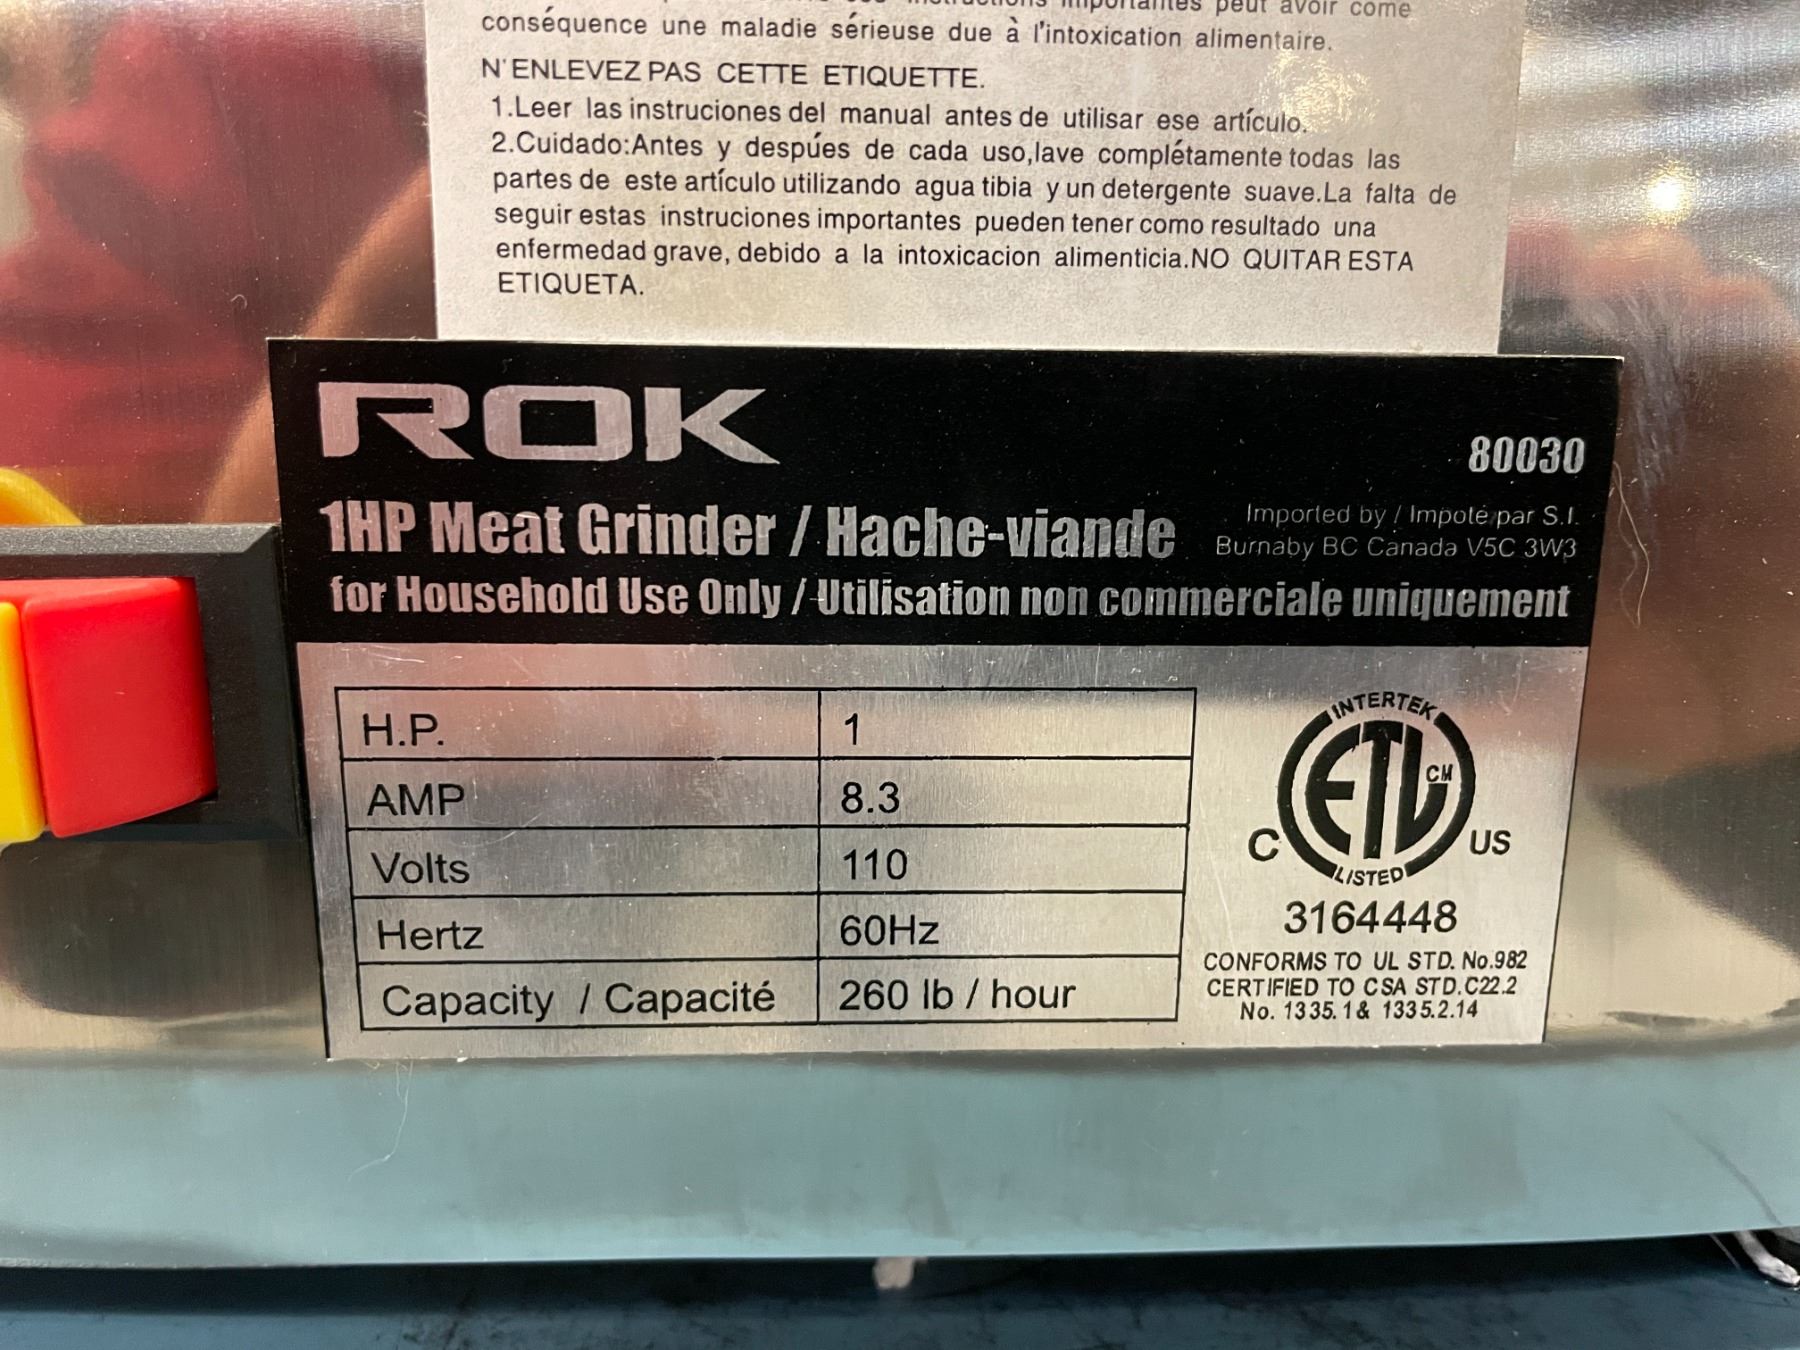 instructions importantes peut avoir come
conséquence une maladie sérieuse due à l'intoxication alimentaire.
N'ENLEVEZ PAS CETTE ETIQUETTE.
1.Leer las instruciones del manual antes de utilisar ese artículo.
2.Cuidado:Antes y despúes de cada uso,lave complétamente todas las
partes de este artículo utilizando agua tibia y un detergente suave.La falta de
seguir estas instruciones importantes pueden tener como resultado una
enfermedad grave, debido a la intoxicacion alimenticia.NO QUITAR ESTA
ETIQUETA.
ROK
80030
1HP Meat Grinder / Hache-viande
Imported by / Impoté par S.I.
Burnaby BC Canada V5C 3W3
for Household Use Only / Utilisation non commerciale uniquement
H.P. 1
AMP 8.3
Volts 110
Hertz 60Hz
Capacity / Capacité 260 lb / hour
INTERTEK
ETL CM
C US
LISTED
3164448
CONFORMS TO UL STD. No.982
CERTIFIED TO CSA STD.C22.2
No. 1335.1& 1335.2.14